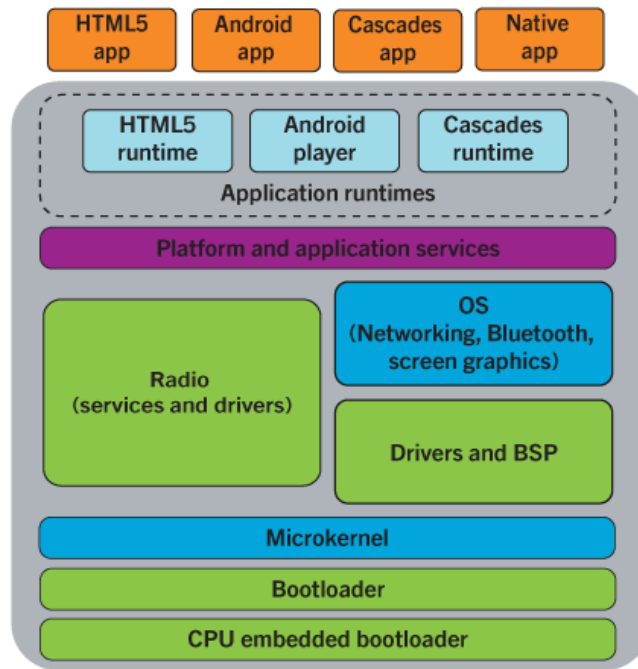 HTML5
app
Android
app
Cascades
app
Native
app
HTML5
runtime
Android
player
Cascades
runtime
Application runtimes
Platform and application services
Radio
(services and drivers)
OS
(Networking, Bluetooth,
screen graphics)
Drivers and BSP
Microkernel
Bootloader
CPU embedded bootloader